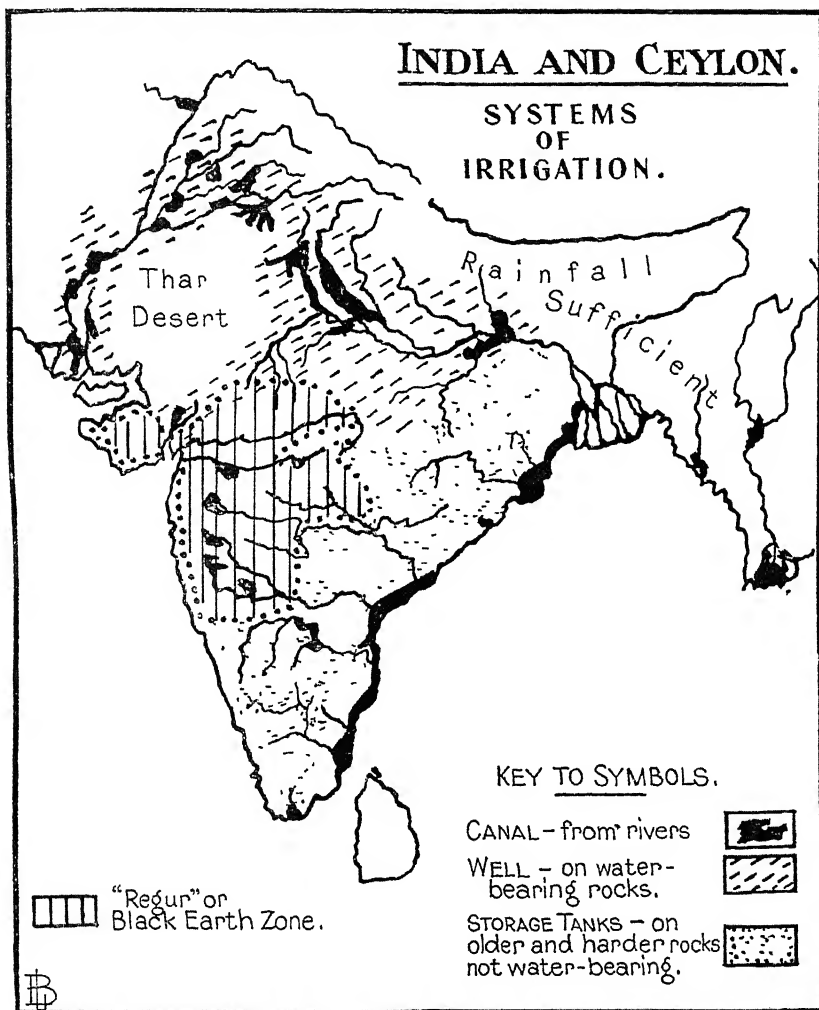 INDIA AND CEYLON.
SYSTEMS
OF
IRRIGATION.
Thar
Desert
Rainfall
Sufficient
KEY TO SYMBOLS.
CANAL – from rivers
WELL – on water-
bearing rocks.
STORAGE TANKS – on
older and harder rocks
not water-bearing.
"Regur" or
Black Earth Zone.